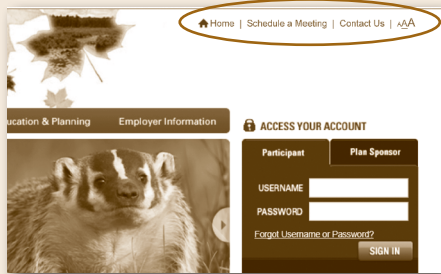 Home | Schedule a Meeting | Contact Us | AAA
ucation & Planning Employer Information
ACCESS YOUR ACCOUNT
Participant Plan Sponsor
USERNAME
PASSWORD
Forgot Username or Password?
SIGN IN